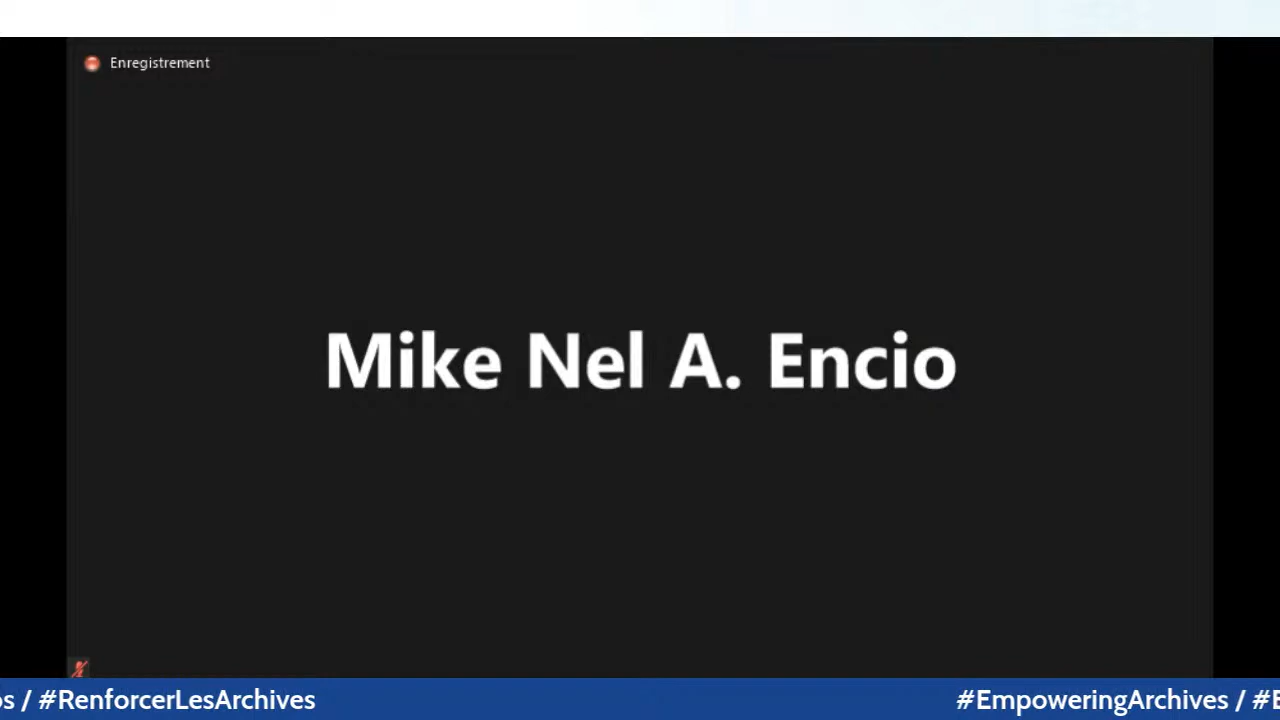 Enregistrement
Mike Nel A. Encio
/ #RenforcerLesArchives
#EmpoweringArchives /